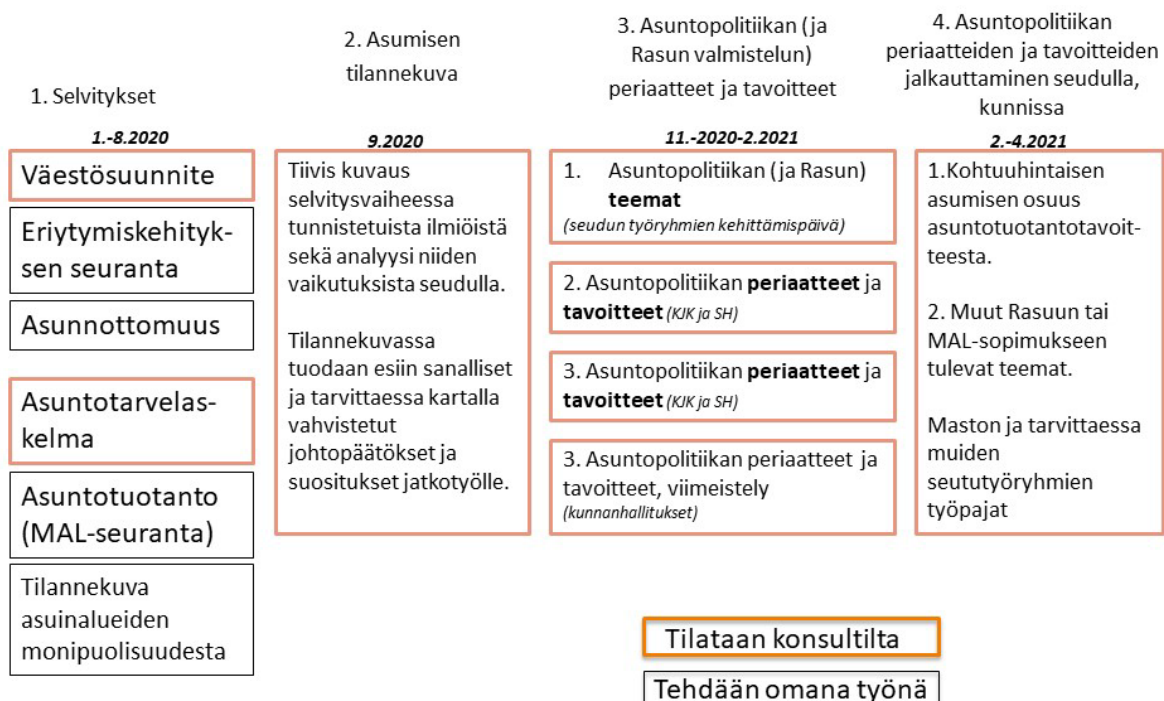 1. Selvitykset
1.-8.2020
Väestösuunnite
Eriytymiskehityk-
sen seuranta
Asunnottomuus
Asuntotarvelas-
kelma
Asuntotuotanto
(MAL-seuranta)
Tilannekuva
asuinalueiden
monipuolisuudesta
2. Asumisen
tilannekuva
9.2020
Tiivis kuvaus
selvitysvaiheessa
tunnistetuista ilmiöistä
sekä analyysi niiden
vaikutuksista seudulla.
Tilannekuvassa
tuodaan esiin sanalliset
ja tarvittaessa kartalla
vahvistetut
johtopäätökset ja
suositukset jatkotyölle.
3. Asuntopolitiikan (ja
Rasun valmistelun)
periaatteet ja tavoitteet
11.-2020-2.2021
1. Asuntopolitiikan (ja Rasun)
teemat
(seudun työryhmien kehittämispäivä)
2. Asuntopolitiikan periaatteet ja
tavoitteet (KJK ja SH)
3. Asuntopolitiikan periaatteet ja
tavoitteet (KJK ja SH)
3. Asuntopolitiikan periaatteet ja
tavoitteet, viimeistely
(kunnanhallitukset)
4. Asuntopolitiikan
periaatteiden ja tavoitteiden
jalkauttaminen seudulla,
kunnissa
2.-4.2021
1.Kohtuuhintaisen
asumisen osuus
asuntotuotantotavoit-
teesta.
2. Muut Rasuun tai
MAL-sopimukseen
tulevat teemat.
Maston ja tarvittaessa
muiden
seututyöryhmien
työpajat
Tilataan konsultilta
Tehdään omana työnä